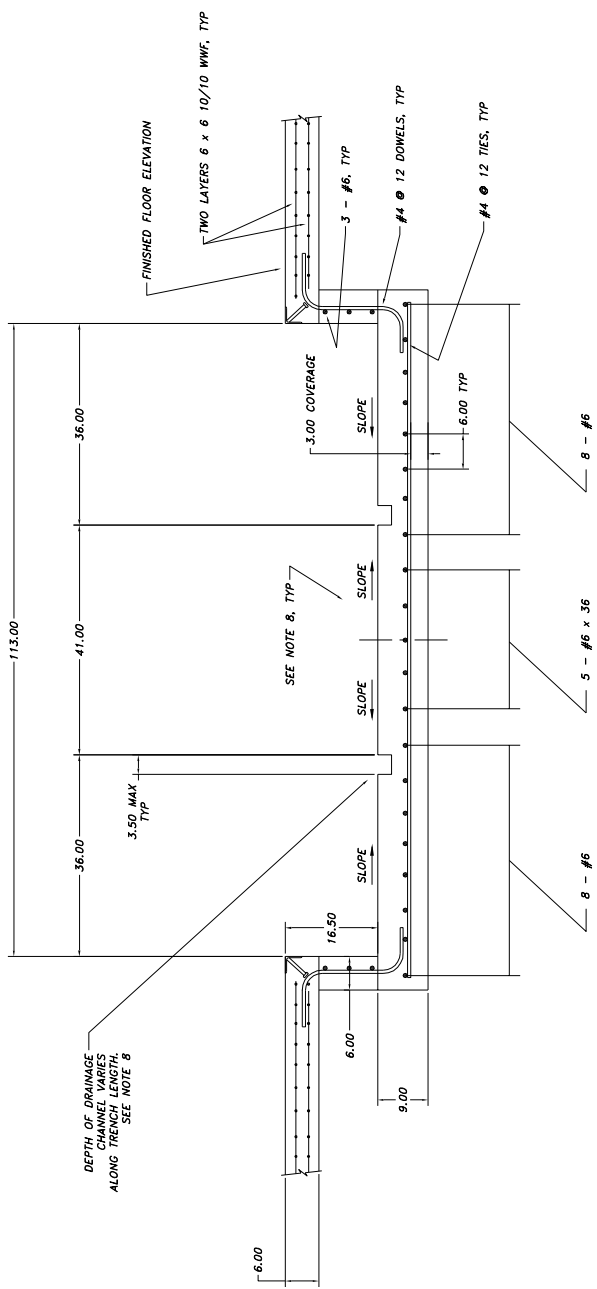 113.00
36.00
41.00
36.00
3.50 MAX
TYP
DEPTH OF DRAINAGE
CHANNEL VARIES
ALONG TRENCH LENGTH.
SEE NOTE 8
FINISHED FLOOR ELEVATION
TWO LAYERS 6 x 6 10/10 WWF, TYP
SEE NOTE 8, TYP
3.00 COVERAGE
3 - #6, TYP
#4 @ 12 DOWELS, TYP
#4 @ 12 TIES, TYP
6.00
16.50
6.00
9.00
SLOPE
SLOPE
SLOPE
SLOPE
6.00 TYP
8 - #6
5 - #6 x 36
8 - #6